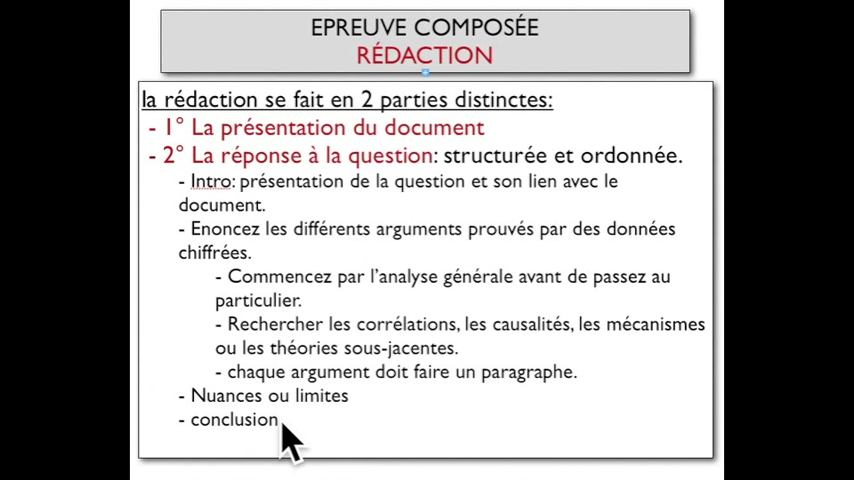 EPREUVE COMPOSÉE
RÉDACTION
la rédaction se fait en 2 parties distinctes:
- 1° La présentation du document
- 2° La réponse à la question: structurée et ordonnée.
- Intro: présentation de la question et son lien avec le
document.
- Enoncez les différents arguments prouvés par des données
chiffrées.
- Commencez par l'analyse générale avant de passez au
particulier.
- Rechercher les corrélations, les causalités, les mécanismes
ou les théories sous-jacentes.
- chaque argument doit faire un paragraphe.
- Nuances ou limites
- conclusion